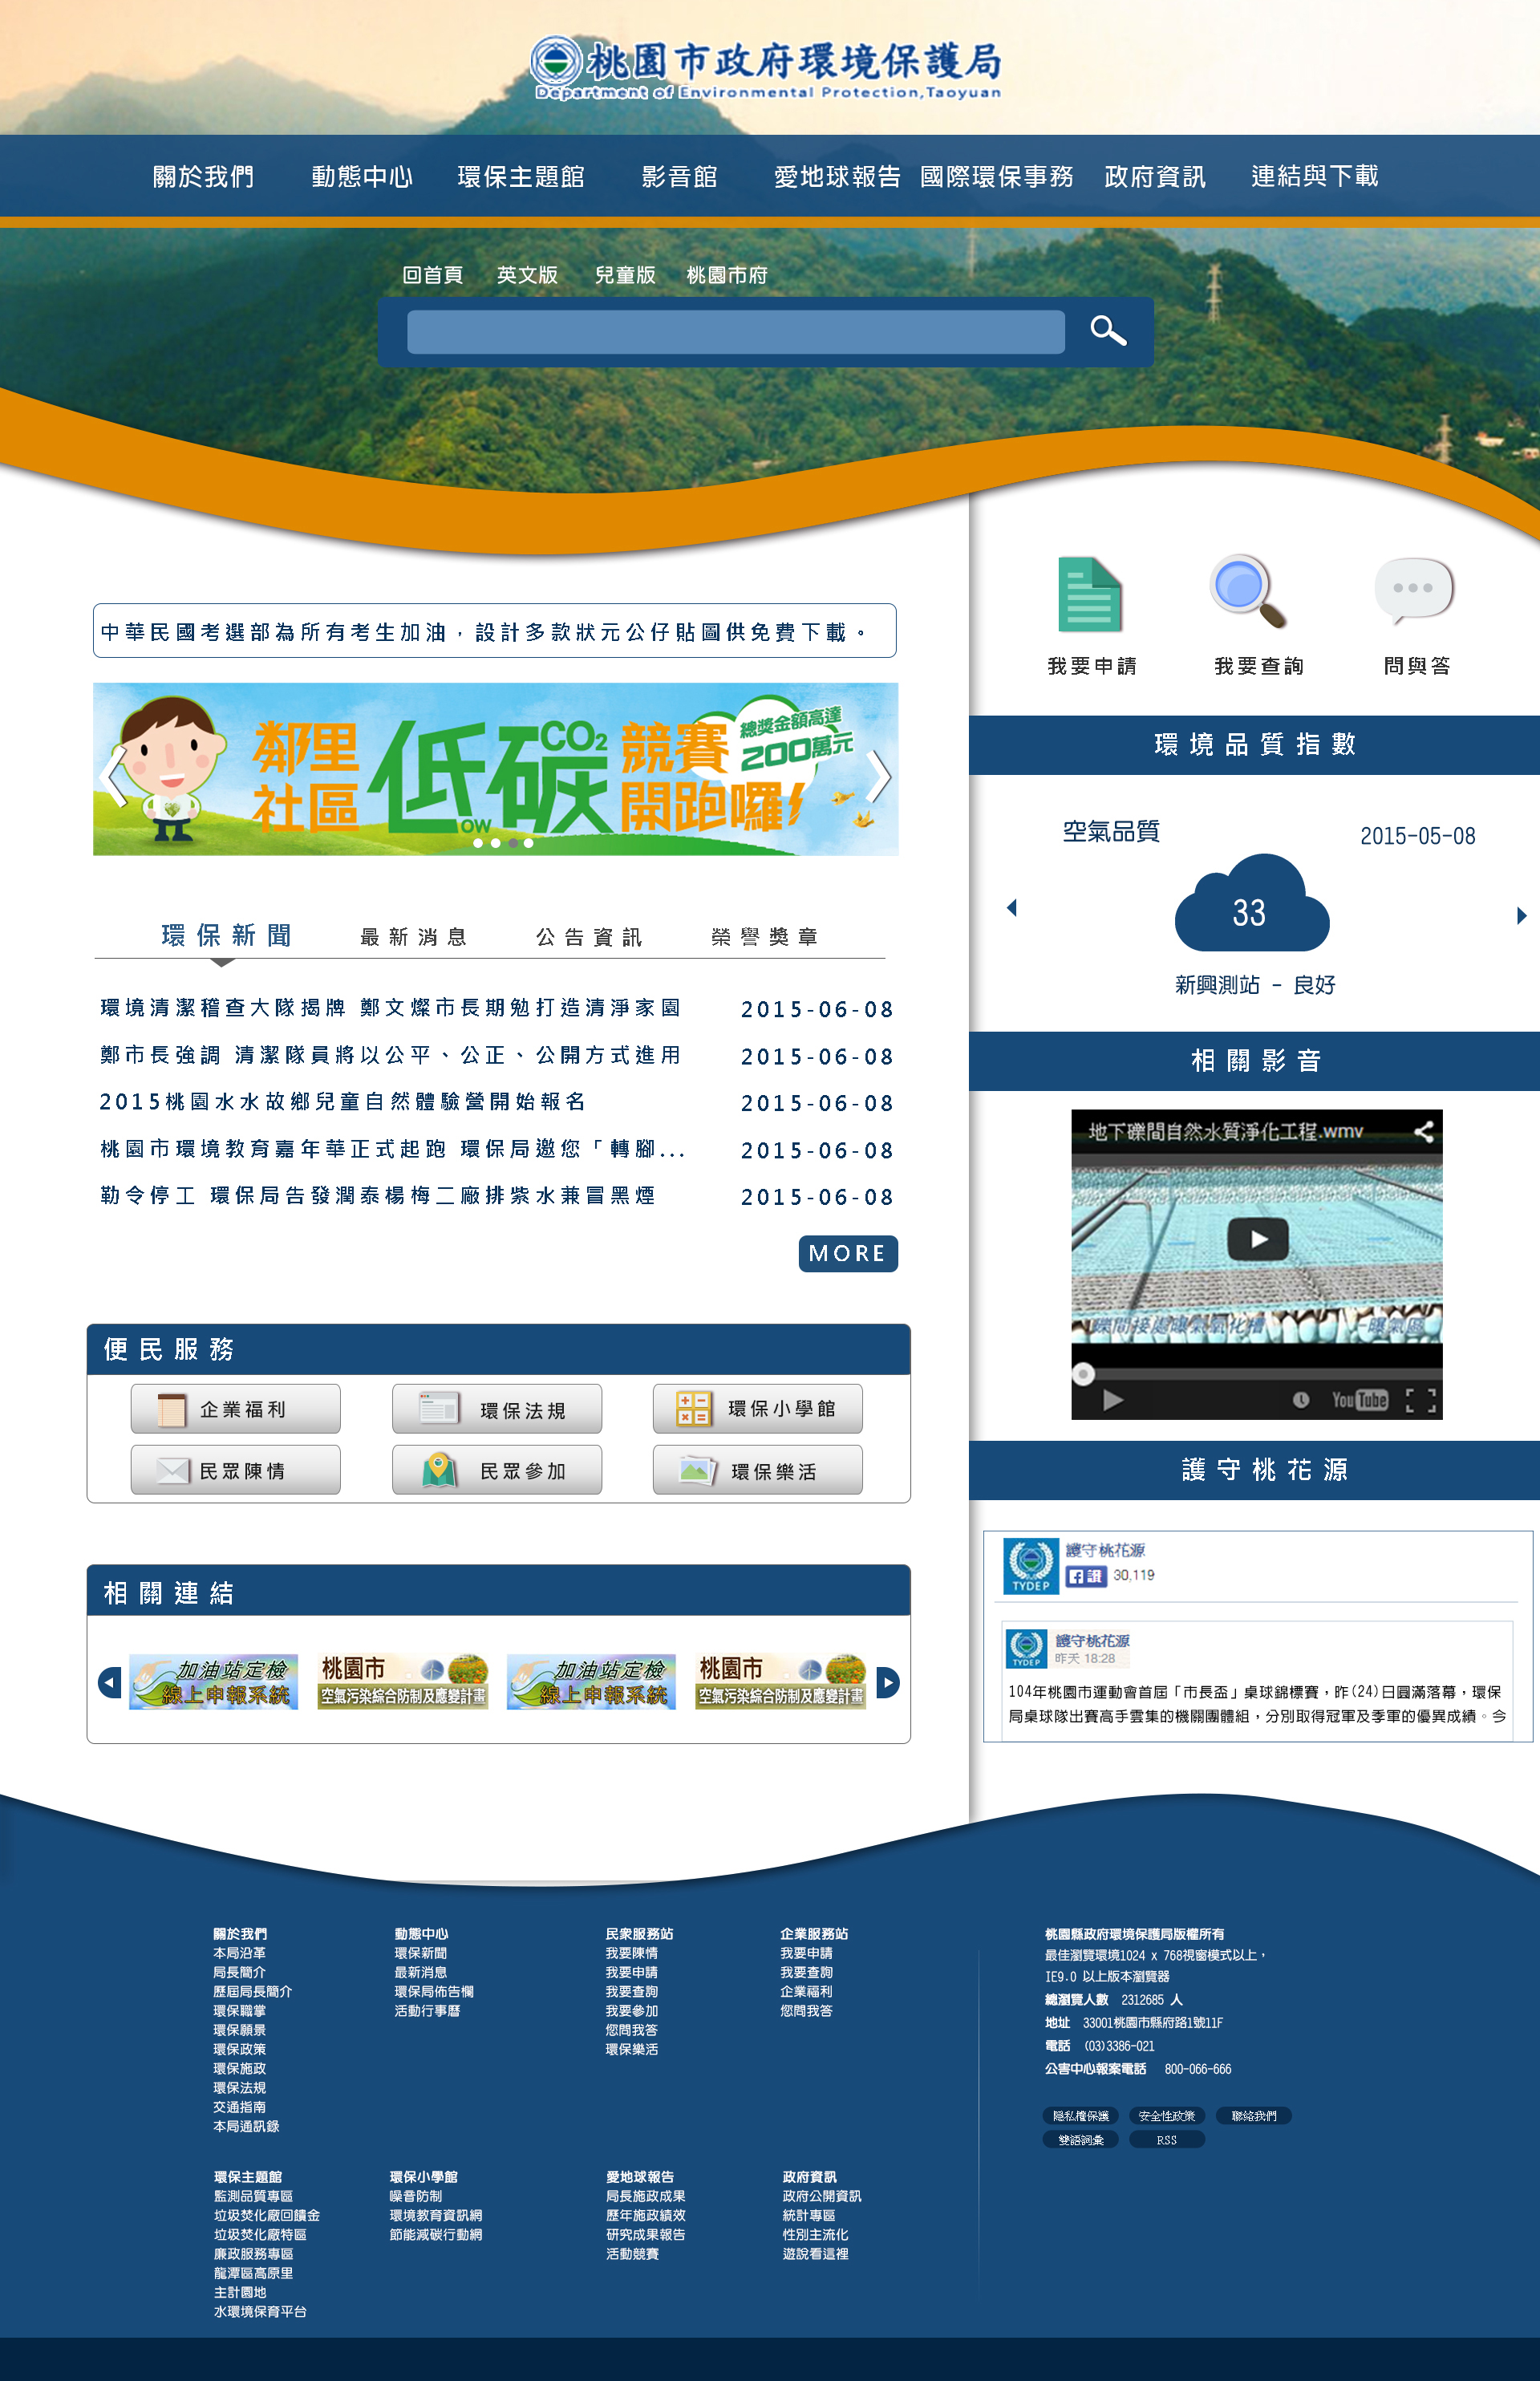 桃園市政府環境保護局
Department of Environmental Protection,Taoyuan
關於我們 動態中心 環保主題館 影音館 愛地球報告 國際環保事務 政府資訊 連結與下載
回首頁 英文版 兒童版 桃園市府
中華民國考選部為所有考生加油，設計多款狀元公仔貼圖供免費下載。
鄰里社區 低碳 CO2 LOW 競賽開跑囉!
總獎金額高達
200萬元
環保新聞 最新消息 公告資訊 榮譽獎章
環境清潔稽查大隊揭牌 鄭文燦市長期勉打造清淨家園 2015-06-08
鄭市長強調 清潔隊員將以公平、公正、公開方式進用 2015-06-08
2015桃園水水故鄉兒童自然體驗營開始報名 2015-06-08
桃園市環境教育嘉年華正式起跑 環保局邀您「轉腳... 2015-06-08
勒令停工 環保局告發潤泰楊梅二廠排紫水兼冒黑煙 2015-06-08
MORE
便民服務
企業福利 環保法規 環保小學館
民眾陳情 民眾參加 環保樂活
相關連結
加油站定檢
線上申報系統
桃園市
空氣污染綜合防制及應變計畫
加油站定檢
線上申報系統
桃園市
空氣污染綜合防制及應變計畫
我要申請 我要查詢 問與答
環境品質指數
空氣品質 2015-05-08
33
新興測站 - 良好
相關影音
地下礫間自然水質淨化工程.wmv
礫間接處曝氣氧化槽 曝氣區
YouTube
護守桃花源
TYDEP
護守桃花源
讚 30,119
護守桃花源
昨天 18:28
104年桃園市運動會首屆「市長盃」桌球錦標賽，昨(24)日圓滿落幕，環保
局桌球隊出賽高手雲集的機關團體組，分別取得冠軍及季軍的優異成績。今
關於我們
本局沿革
局長簡介
歷屆局長簡介
環保職掌
環保願景
環保政策
環保施政
環保法規
交通指南
本局通訊錄
動態中心
環保新聞
最新消息
環保局佈告欄
活動行事曆
民衆服務站
我要陳情
我要申請
我要查詢
我要參加
您問我答
環保樂活
企業服務站
我要申請
我要查詢
企業福利
您問我答
環保主題館
監測品質專區
垃圾焚化廠回饋金
垃圾焚化廠特區
廉政服務專區
龍潭區高原里
主計園地
水環境保育平台
環保小學館
噪音防制
環境教育資訊網
節能減碳行動網
愛地球報告
局長施政成果
歷年施政績效
研究成果報告
活動競賽
政府資訊
政府公開資訊
統計專區
性別主流化
遊說看這裡
桃園縣政府環境保護局版權所有
最佳瀏覽環境1024 x 768視窗模式以上，
IE9.0 以上版本瀏覽器
總瀏覽人數 2312685 人
地址 33001桃園市縣府路1號11F
電話 (03)3386-021
公害中心報案電話 800-066-666
隱私權保護 安全性政策 聯絡我們
雙語詞彙 RSS